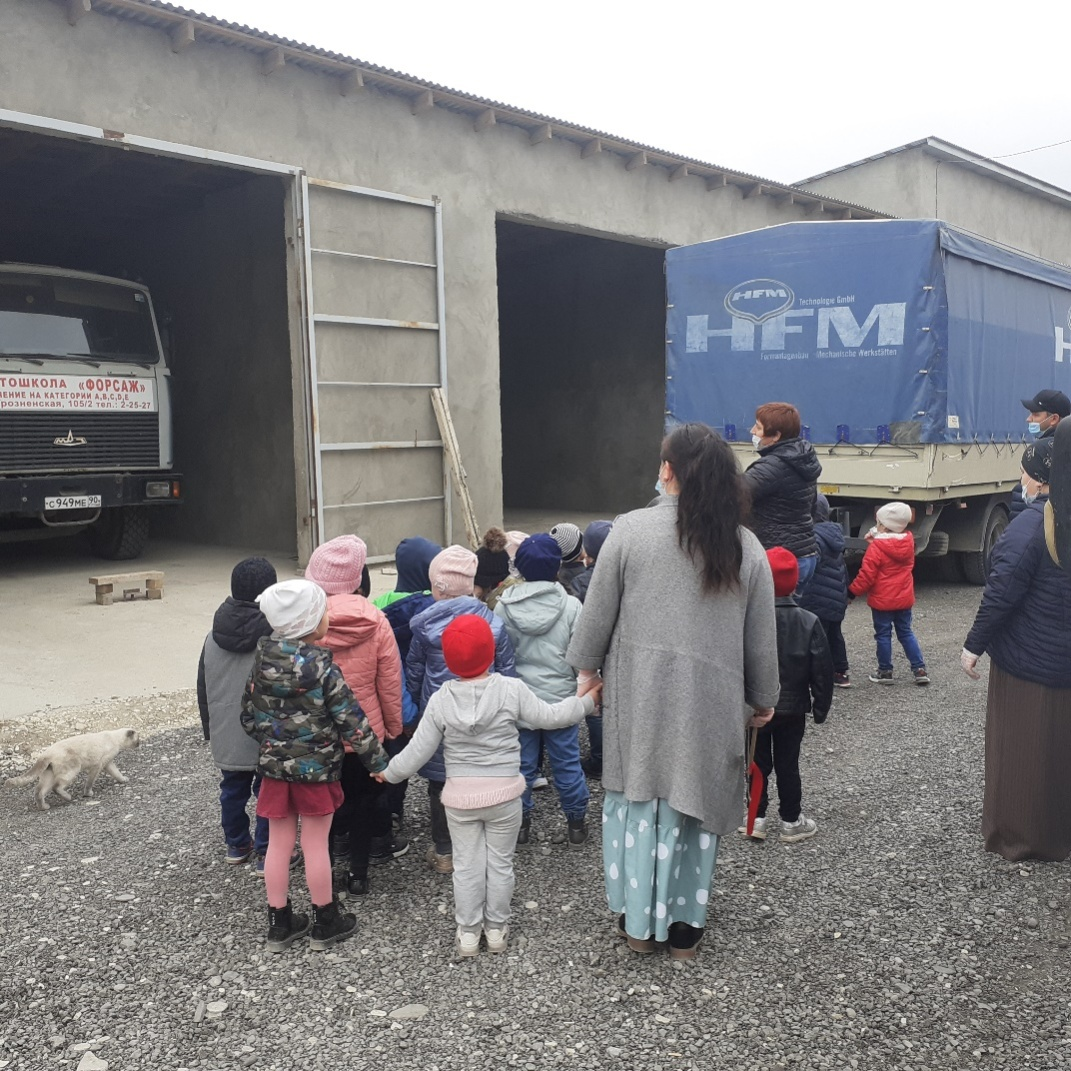 ТОШКОЛА «ФОРСАЖ»
ЕНИЕ НА КАТЕГОРИИ А,В,С,D,Е
РОЗНЕНСКАЯ, 105/2 тел.: 2-25-27
С949МЕ 90
HFM
Technologie GmbH
HFM
Formanlagenbau Mechanische Werkstätten
H